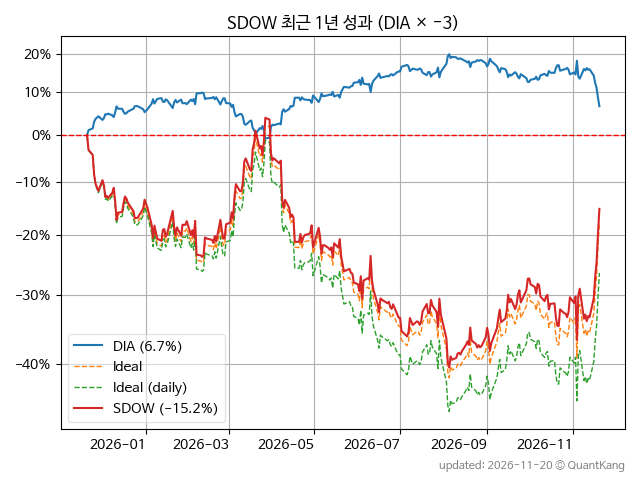 SDOW 최근 1년 성과 (DIA × −3)
20%
10%
0%
−10%
−20%
−30%
−40%
DIA (6.7%)
Ideal
Ideal (daily)
SDOW (−15.2%)
2026-01
2026-03
2026-05
2026-07
2026-09
2026-11
updated: 2026-11-20 © QuantKang